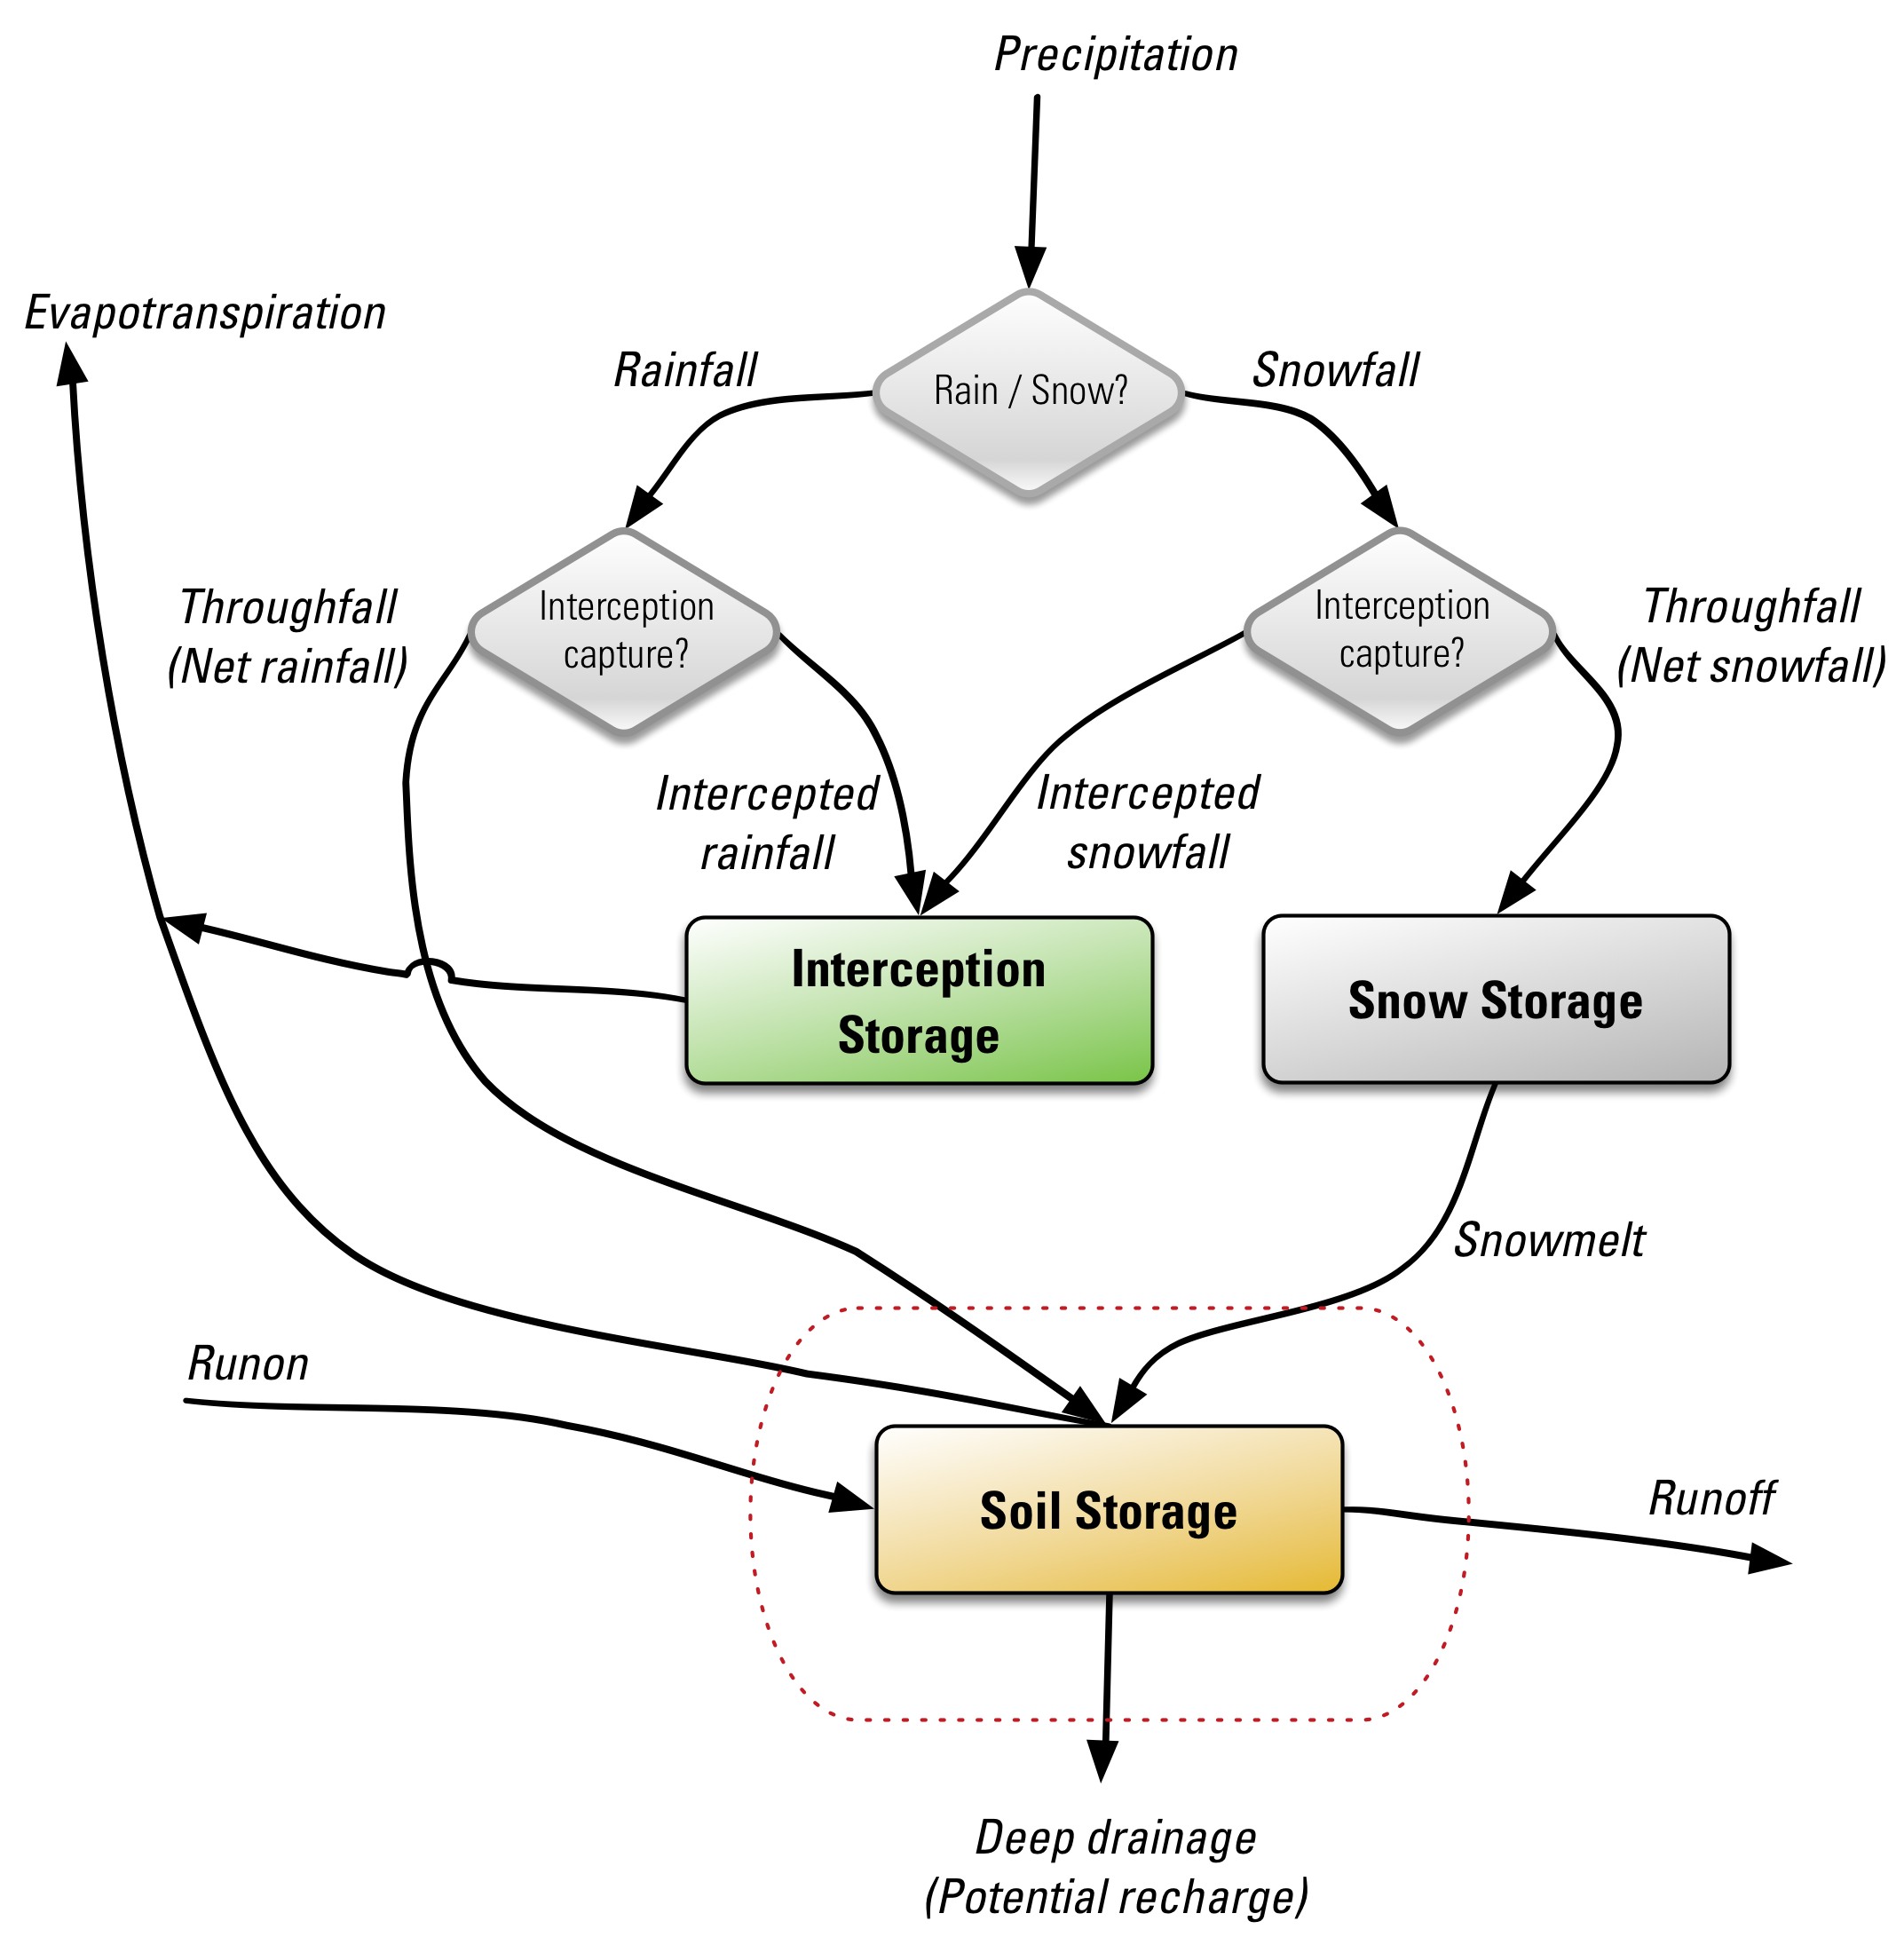 Precipitation
Evapotranspiration
Rainfall
Rain / Snow?
Snowfall
Throughfall
(Net rainfall)
Interception
capture?
Interception
capture?
Throughfall
(Net snowfall)
Intercepted
rainfall
Intercepted
snowfall
Interception
Storage
Snow Storage
Snowmelt
Runon
Soil Storage
Runoff
Deep drainage
(Potential recharge)